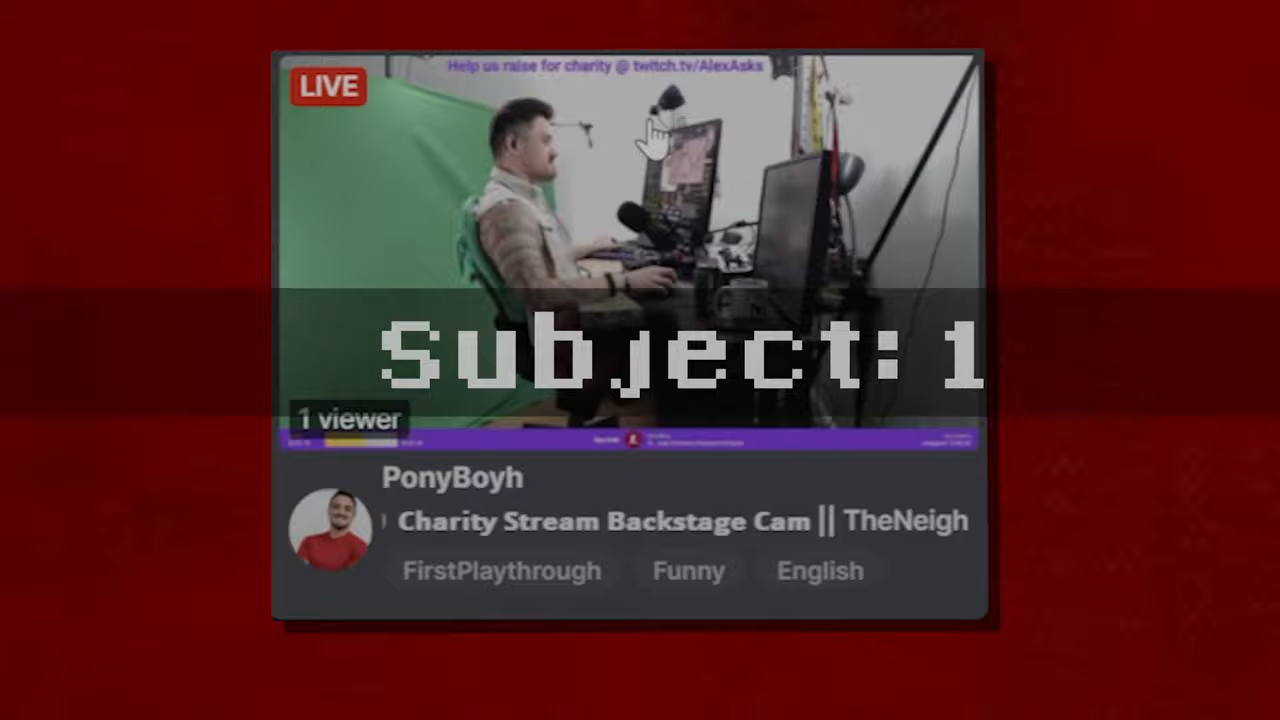 Help us raise for charity @ twitch.tv/AlexAsks
LIVE
Subject: 1
1 viewer
PonyBoyh
Charity Stream Backstage Cam || TheNeigh
FirstPlaythrough Funny English